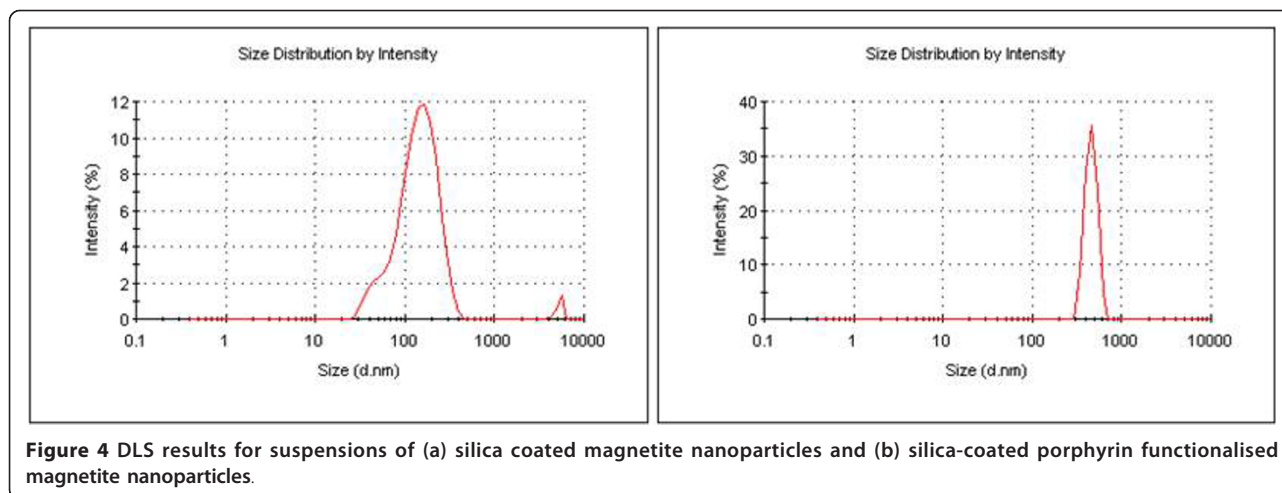 Size Distribution by Intensity
12
10
8
6
4
2
0
Intensity (%)
0.1 1 10 100 1000 10000
Size (d.nm)
Size Distribution by Intensity
40
30
20
10
0
Intensity (%)
0.1 1 10 100 1000 10000
Size (d.nm)
Figure 4 DLS results for suspensions of (a) silica coated magnetite nanoparticles and (b) silica-coated porphyrin functionalised
magnetite nanoparticles.